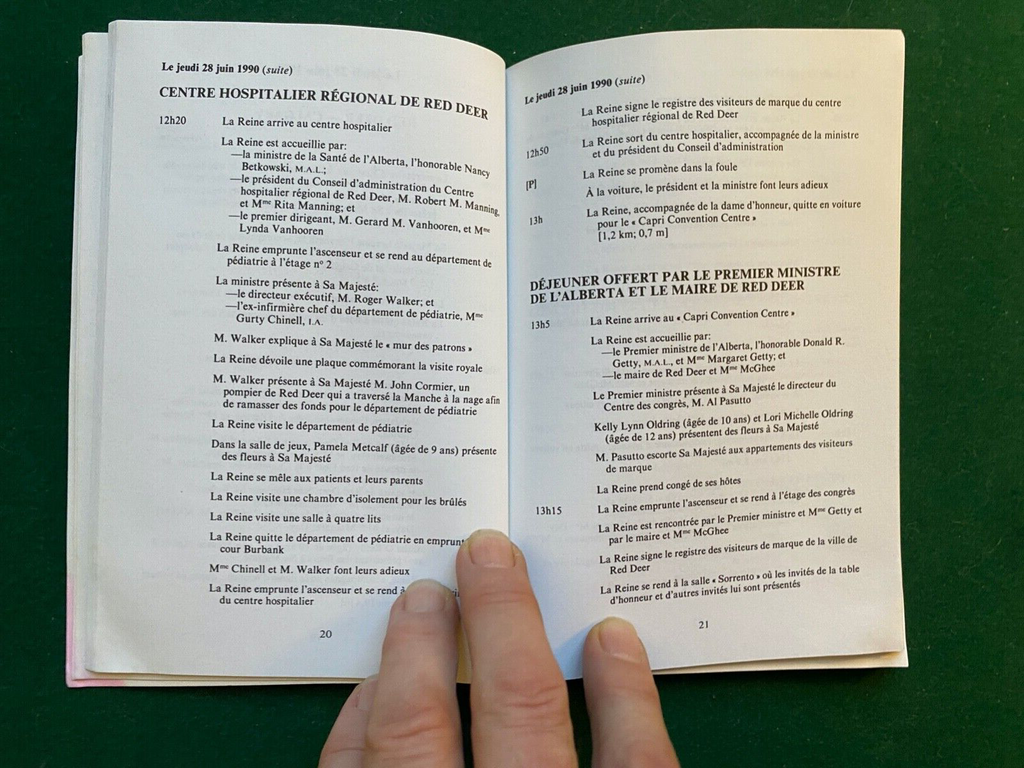 Le jeudi 28 juin 1990 (suite)
CENTRE HOSPITALIER RÉGIONAL DE RED DEER
12h20 La Reine arrive au centre hospitalier
La Reine est accueillie par:
—la ministre de la Santé de l'Alberta, l'honorable Nancy
Betkowski, M.A.L.;
—le président du Conseil d'administration du Centre
hospitalier régional de Red Deer, M. Robert M. Manning,
et Mme Rita Manning; et
—le premier dirigeant, M. Gerard M. Vanhooren, et Mme
Lynda Vanhooren
La Reine emprunte l'ascenseur et se rend au département de
pédiatrie à l'étage nº 2
La ministre présente à Sa Majesté:
—le directeur exécutif, M. Roger Walker; et
—l'ex-infirmière chef du département de pédiatrie, Mme
Gurty Chinell, I.A.
M. Walker explique à Sa Majesté le « mur des patrons »
La Reine dévoile une plaque commémorant la visite royale
M. Walker présente à Sa Majesté M. John Cormier, un
pompier de Red Deer qui a traversé la Manche à la nage afin
de ramasser des fonds pour le département de pédiatrie
La Reine visite le département de pédiatrie
Dans la salle de jeux, Pamela Metcalf (âgée de 9 ans) présente
des fleurs à Sa Majesté
La Reine se mêle aux patients et leurs parents
La Reine visite une chambre d'isolement pour les brûlés
La Reine visite une salle à quatre lits
La Reine quitte le département de pédiatrie en emprunt
cour Burbank
Mme Chinell et M. Walker font leurs adieux
La Reine emprunte l'ascenseur et se rend
du centre hospitalier
20
Le jeudi 28 juin 1990 (suite)
La Reine signe le registre des visiteurs de marque du centre
hospitalier régional de Red Deer
12h50 La Reine sort du centre hospitalier, accompagnée de la ministre
et du président du Conseil d'administration
[P] La Reine se promène dans la foule
À la voiture, le président et la ministre font leurs adieux
13h La Reine, accompagnée de la dame d'honneur, quitte en voiture
pour le « Capri Convention Centre »
[1,2 km; 0,7 m]
DÉJEUNER OFFERT PAR LE PREMIER MINISTRE
DE L'ALBERTA ET LE MAIRE DE RED DEER
13h5 La Reine arrive au « Capri Convention Centre »
La Reine est accueillie par:
—le Premier ministre de l'Alberta, l'honorable Donald R.
Getty, M.A.L., et Mme Margaret Getty; et
—le maire de Red Deer et Mme McGhee
Le Premier ministre présente à Sa Majesté le directeur du
Centre des congrès, M. Al Pasutto
Kelly Lynn Oldring (âgée de 10 ans) et Lori Michelle Oldring
(âgée de 12 ans) présentent des fleurs à Sa Majesté
M. Pasutto escorte Sa Majesté aux appartements des visiteurs
de marque
La Reine prend congé de ses hôtes
13h15 La Reine emprunte l'ascenseur et se rend à l'étage des congrès
La Reine est rencontrée par le Premier ministre et Mme Getty et
par le maire et Mme McGhee
La Reine signe le registre des visiteurs de marque de la ville de
Red Deer
La Reine se rend à la salle « Sorrento » où les invités de la table
d'honneur et d'autres invités lui sont présentés
21